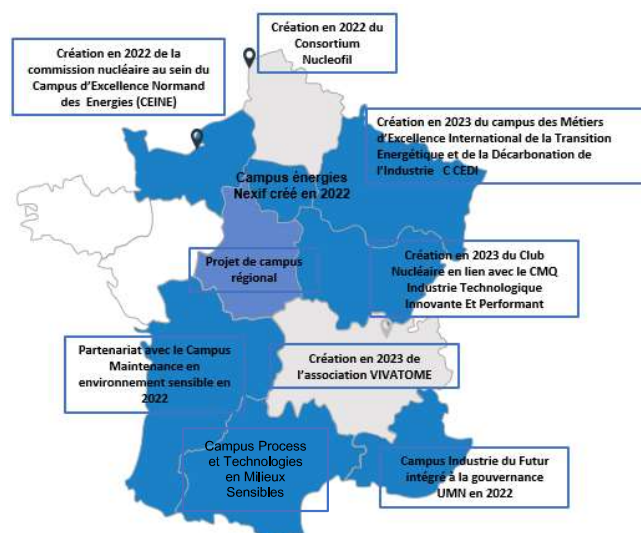 Création en 2022 du
Consortium
Nucleofil
Création en 2022 de la
commission nucléaire au sein du
Campus d'Excellence Normand
des Energies (CEINE)
Création en 2023 du campus des Métiers
d'Excellence International de la Transition
Energétique et de la Décarbonation de
l'Industrie C CEDI
Campus énergies
Nexif créé en 2022
Projet de campus
régional
Création en 2023 du Club
Nucléaire en lien avec le CMQ
Industrie Technologique
Innovante Et Performant
Partenariat avec le Campus
Maintenance en
environnement sensible en
2022
Création en 2023 de
l'association VIVATOME
Campus Process
et Technologies
en Milieux
Sensibles
Campus Industrie du Futur
intégré à la gouvernance
UMN en 2022